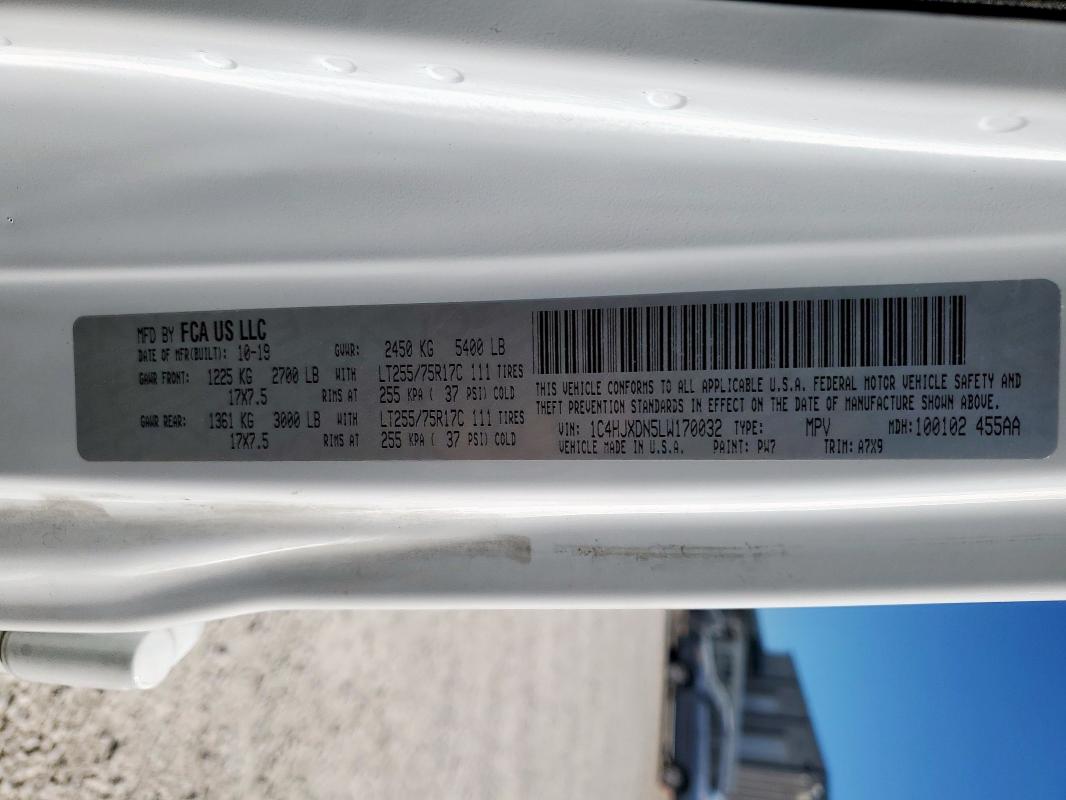 MFD BY FCA US LLC
DATE OF MFR(BUILT): 10-19 GVWR: 2450 KG 5400 LB
GAWR FRONT: 1225 KG 2700 LB WITH LT255/75R17C 111 TIRES
17X7.5 RIMS AT 255 KPA ( 37 PSI) COLD
GAWR REAR: 1361 KG 3000 LB WITH LT255/75R17C 111 TIRES
17X7.5 RIMS AT 255 KPA ( 37 PSI) COLD
THIS VEHICLE CONFORMS TO ALL APPLICABLE U.S.A. FEDERAL MOTOR VEHICLE SAFETY AND
THEFT PREVENTION STANDARDS IN EFFECT ON THE DATE OF MANUFACTURE SHOWN ABOVE.
VIN: 1C4HJXDN5LW170032 TYPE: MPV MDH:100102 455AA
VEHICLE MADE IN U.S.A. PAINT: PW7 TRIM: A7X9